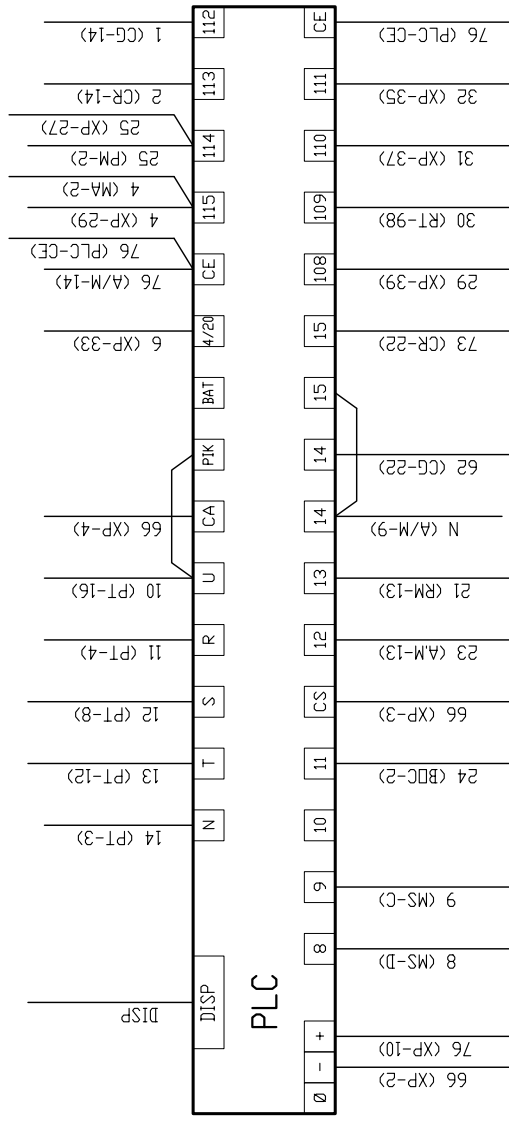 1 (CG-14)
112
CE
76 (PLC-CE)
2 (CR-14)
113
111
32 (XP-35)
25 (XP-27)
25 (PM-2)
114
110
31 (XP-37)
4 (MA-2)
4 (XP-29)
115
109
30 (RT-98)
76 (PLC-CE)
76 (A/M-14)
CE
108
29 (XP-39)
6 (XP-33)
4/20
15
73 (CR-22)
BAT
15
PIK
14
62 (CG-22)
66 (XP-4)
CA
14
N (A/M-9)
10 (PT-16)
U
13
21 (RM-13)
11 (PT-4)
R
12
23 (A.M-13)
12 (PT-8)
S
CS
66 (XP-3)
13 (PT-12)
T
11
24 (BOC-2)
14 (PT-3)
N
10
9
9 (MS-C)
8
8 (MS-D)
DISP
DISP
PLC
+
76 (XP-10)
-
66 (XP-2)
Ø